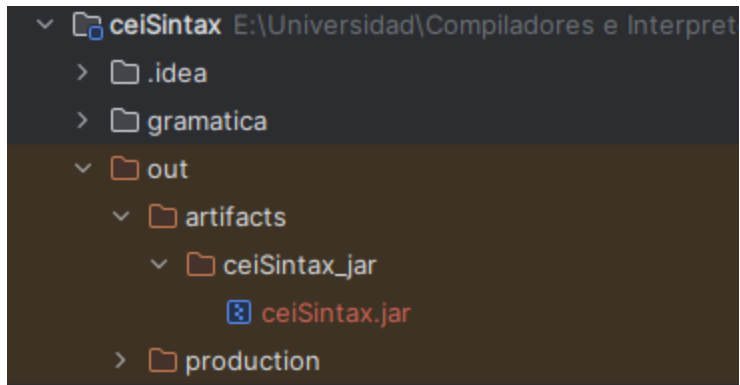 ceiSintax E:\Universidad\Compiladores e Interpret
.idea
gramatica
out
artifacts
ceiSintax_jar
ceiSintax.jar
production